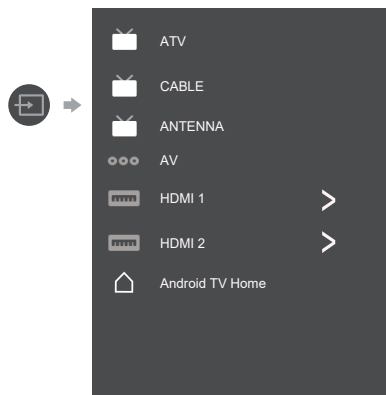 ATV
CABLE
ANTENNA
AV
HDMI 1
HDMI 2
Android TV Home